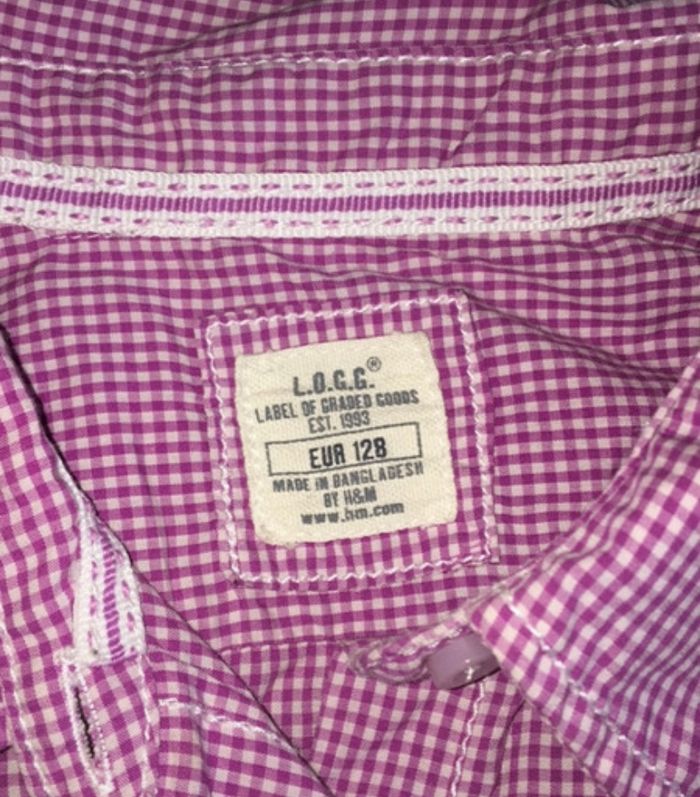 L.O.G.G.®
LABEL OF GRADED GOODS
EST. 1993
EUR 128
MADE IN BANGLADESH
BY H&M
www.hm.com